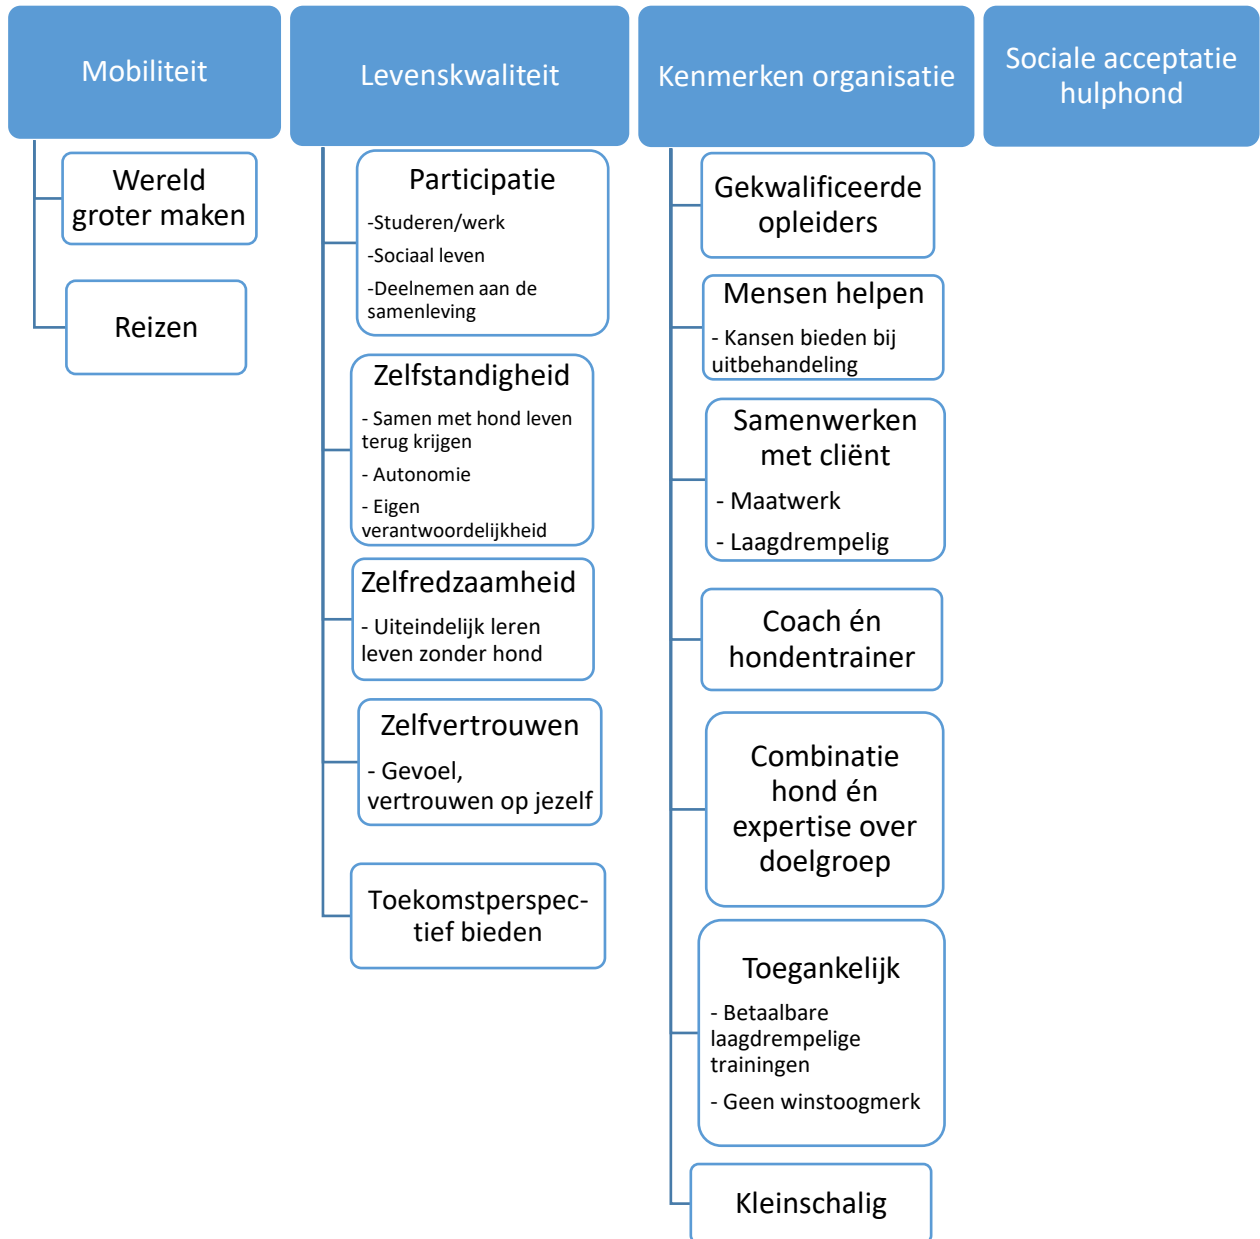 Mobiliteit
Wereld
groter maken
Reizen
Levenskwaliteit
Participatie
-Studeren/werk
-Sociaal leven
-Deelnemen aan de
samenleving
Zelfstandigheid
- Samen met hond leven
terug krijgen
- Autonomie
- Eigen
verantwoordelijkheid
Zelfredzaamheid
- Uiteindelijk leren
leven zonder hond
Zelfvertrouwen
- Gevoel,
vertrouwen op jezelf
Toekomstperspec-
tief bieden
Kenmerken organisatie
Gekwalificeerde
opleiders
Mensen helpen
- Kansen bieden bij
uitbehandeling
Samenwerken
met cliënt
- Maatwerk
- Laagdrempelig
Coach én
hondentrainer
Combinatie
hond én
expertise over
doelgroep
Toegankelijk
- Betaalbare
laagdrempelige
trainingen
- Geen winstoogmerk
Kleinschalig
Sociale acceptatie
hulphond